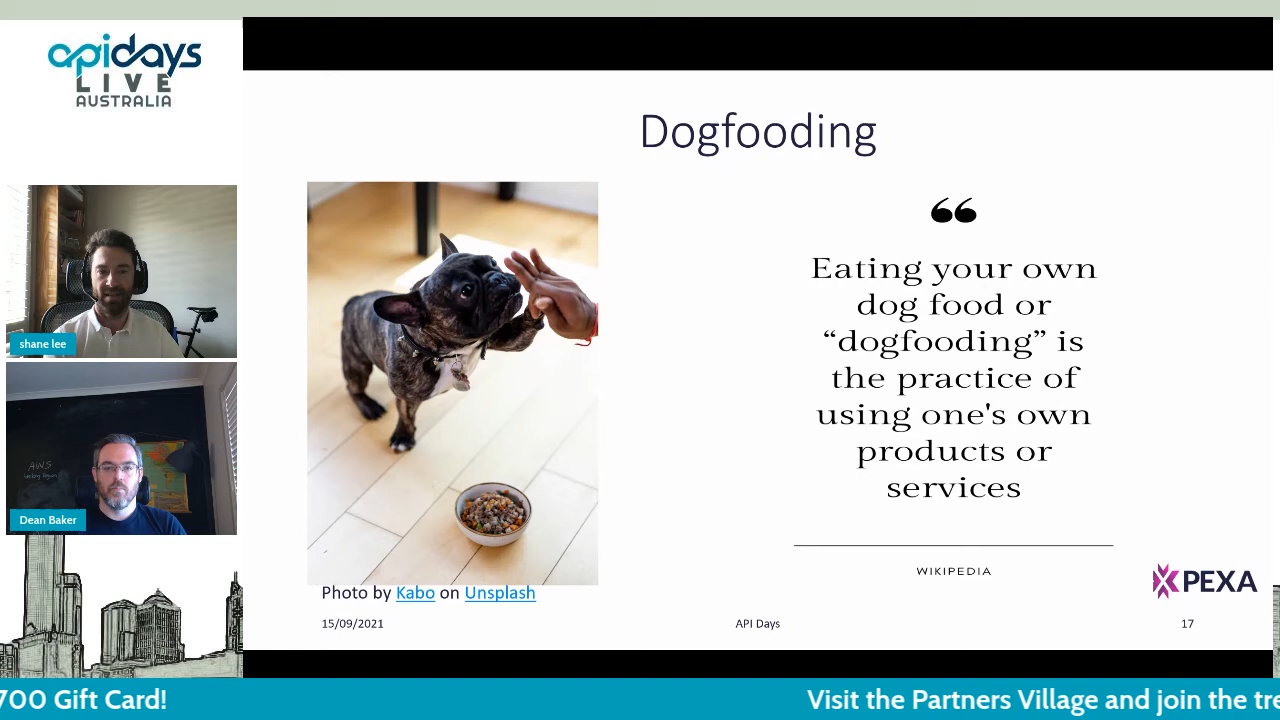 apidays
LIVE
AUSTRALIA
shane lee
AWS
Dean Baker
Dogfooding
“
Eating your own
dog food or
“dogfooding” is
the practice of
using one's own
products or
services
WIKIPEDIA
Photo by Kabo on Unsplash
PEXA
15/09/2021
API Days
17
700 Gift Card!
Visit the Partners Village and join the tre